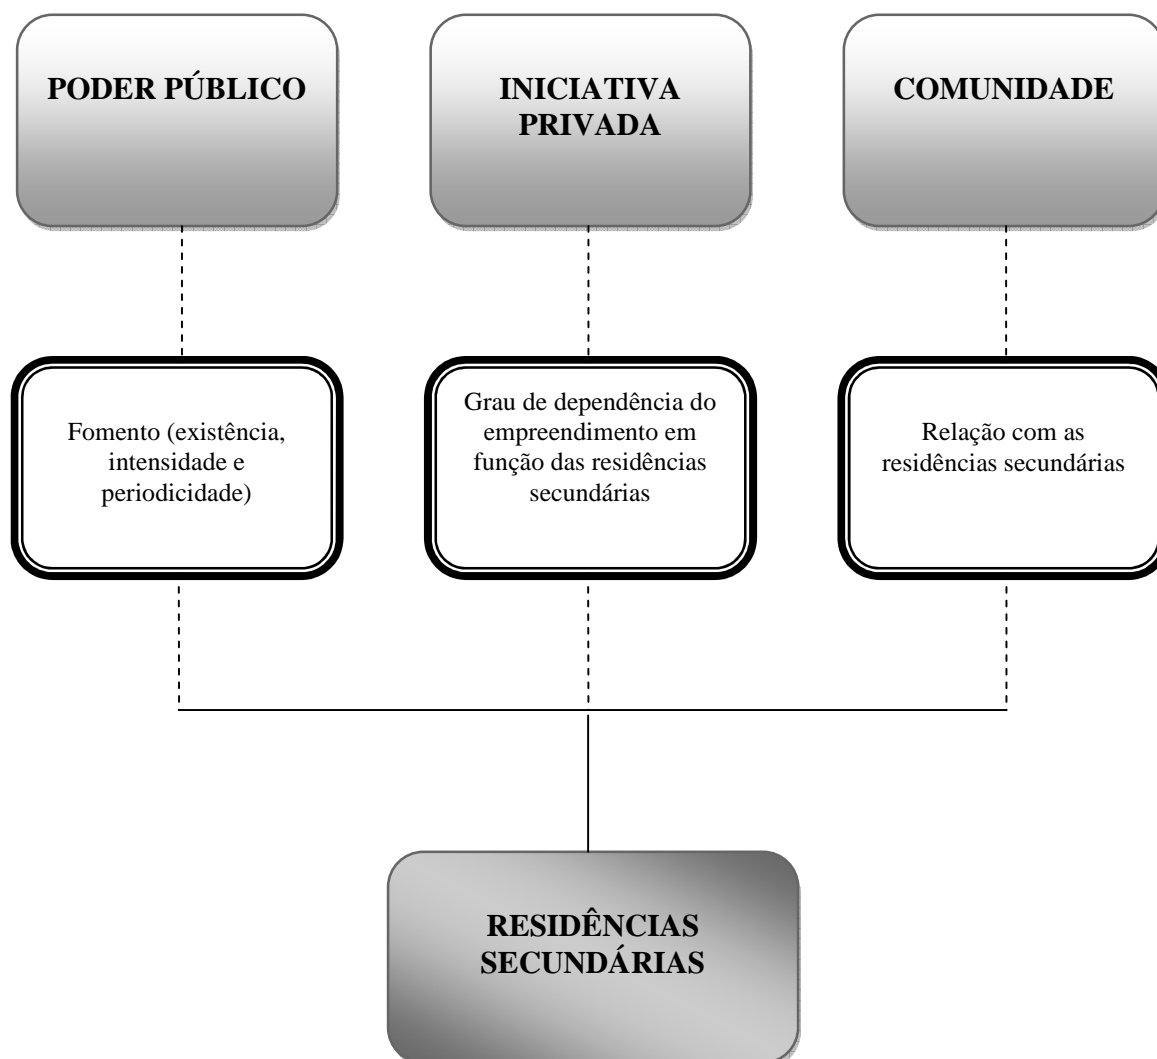 PODER PÚBLICO
INICIATIVA
PRIVADA
COMUNIDADE
Fomento (existência,
intensidade e
periodicidade)
Grau de dependência do
empreendimento em
função das residências
secundárias
Relação com as
residências secundárias
RESIDÊNCIAS
SECUNDÁRIAS